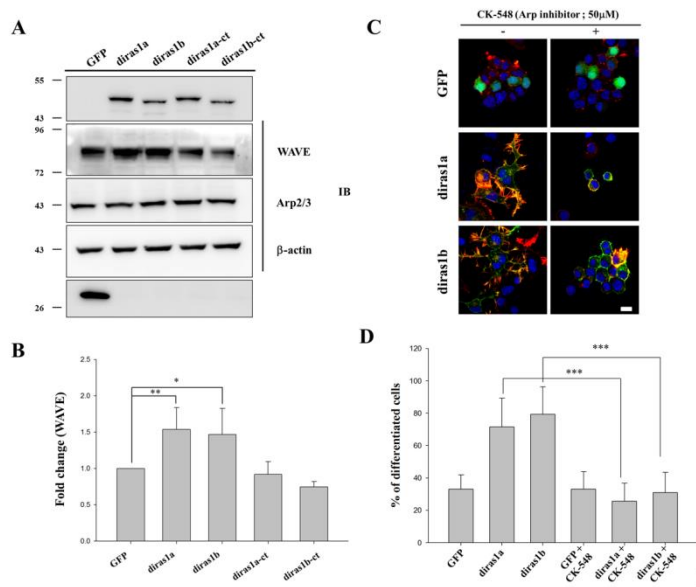 A
GFP
diras1a
diras1b
diras1a-ct
diras1b-ct
55
43
96
WAVE
72
43
Arp2/3
IB
43
β-actin
26
B
Fold change (WAVE)
2.5
2.0
1.5
1.0
0.5
0.0
*
**
GFP
diras1a
diras1b
diras1a-ct
diras1b-ct
C
CK-548 (Arp inhibitor ; 50μM)
- +
GFP
diras1a
diras1b
D
% of differentiated cells
120
100
80
60
40
20
0
***
***
GFP
diras1a
diras1b
GFP+
CK-548
diras1a+
CK-548
diras1b+
CK-548